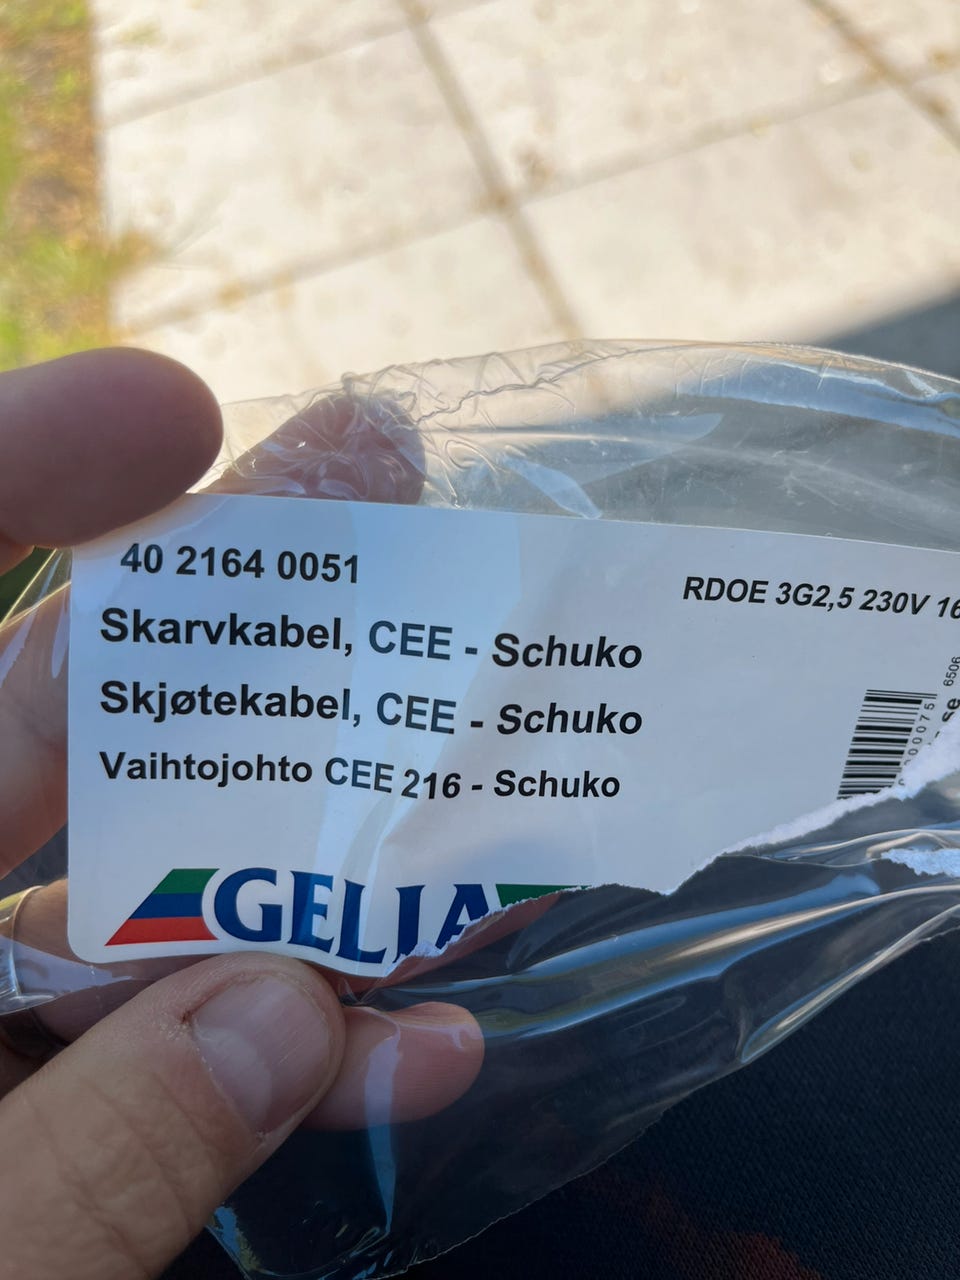 40 2164 0051
RDOE 3G2,5 230V 16
Skarvkabel, CEE - Schuko
Skjøtekabel, CEE - Schuko
Vaihtojohto CEE 216 - Schuko
6506
GELIA